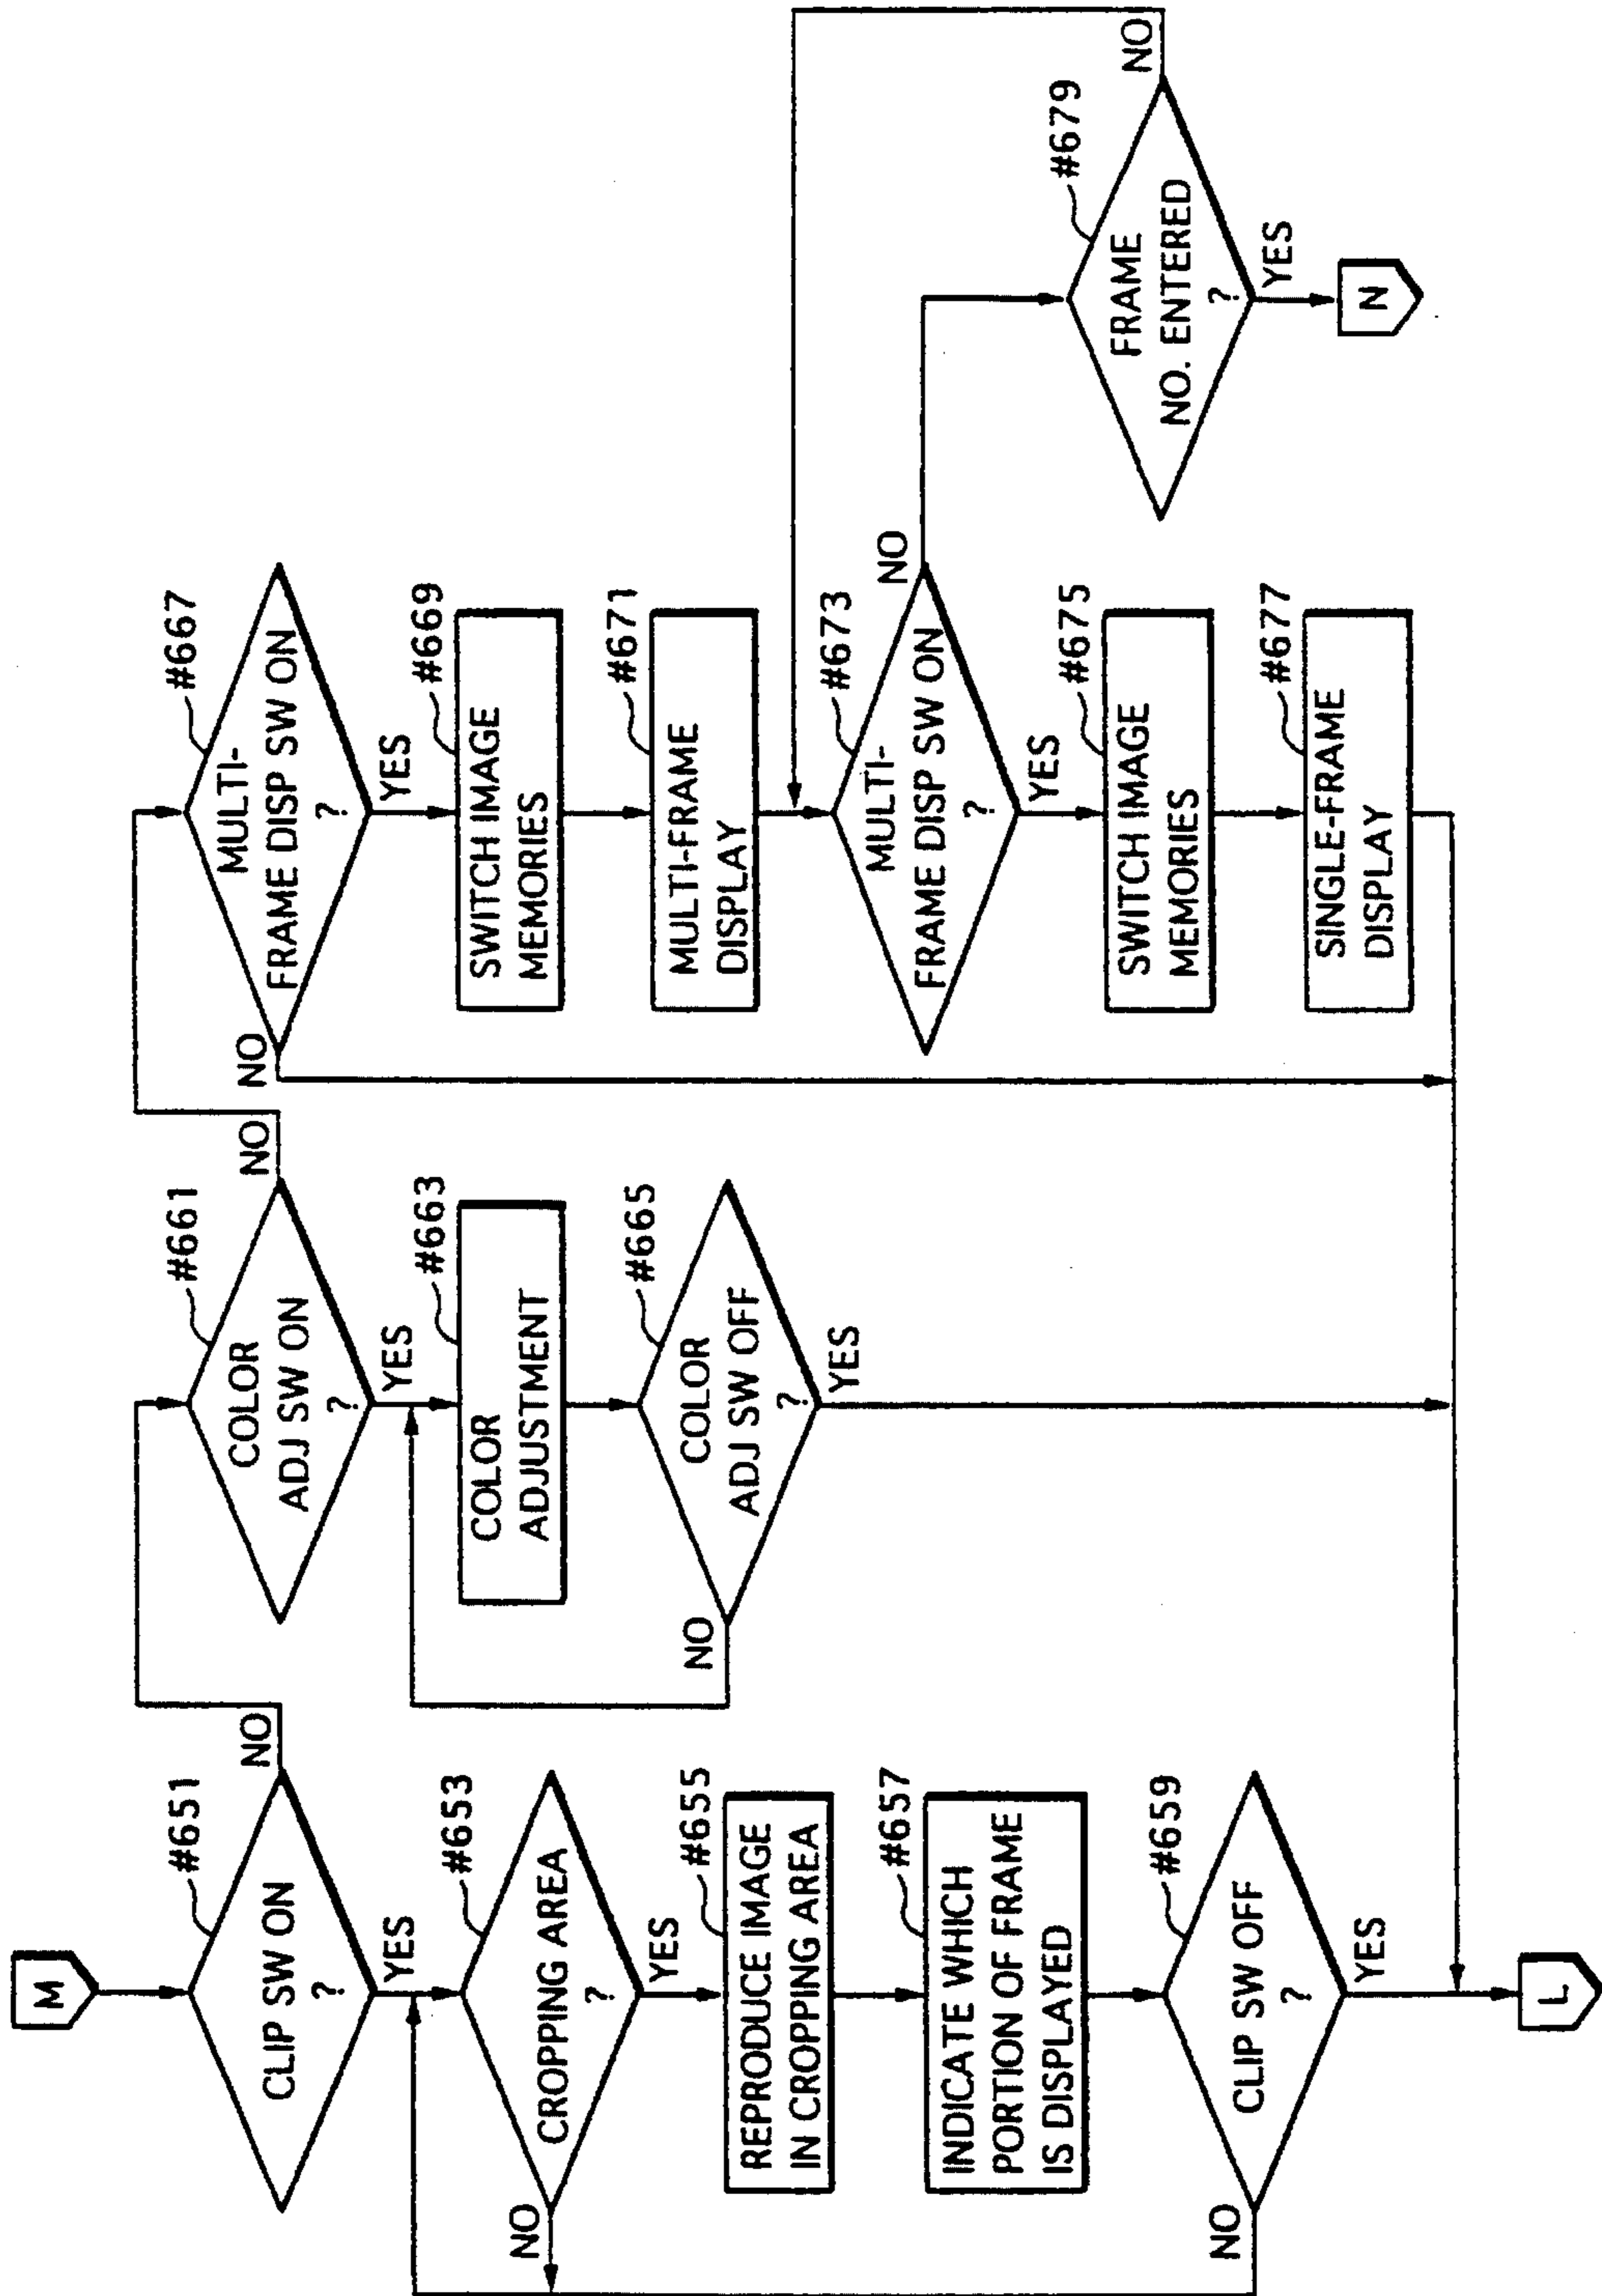 M
#651
CLIP SW ON
?
NO
YES
#653
CROPPING AREA
?
NO
YES
#655
REPRODUCE IMAGE
IN CROPPING AREA
#657
INDICATE WHICH
PORTION OF FRAME
IS DISPLAYED
#659
CLIP SW OFF
?
NO
YES
L
#661
COLOR
ADJ SW ON
?
NO
YES
#663
COLOR
ADJUSTMENT
#665
COLOR
ADJ SW OFF
?
NO
YES
#667
MULTI-
FRAME DISP SW ON
?
NO
YES
#669
SWITCH IMAGE
MEMORIES
#671
MULTI-FRAME
DISPLAY
#673
MULTI-
FRAME DISP SW ON
?
NO
YES
#675
SWITCH IMAGE
MEMORIES
#677
SINGLE-FRAME
DISPLAY
#679
FRAME
NO. ENTERED
?
NO
YES
N